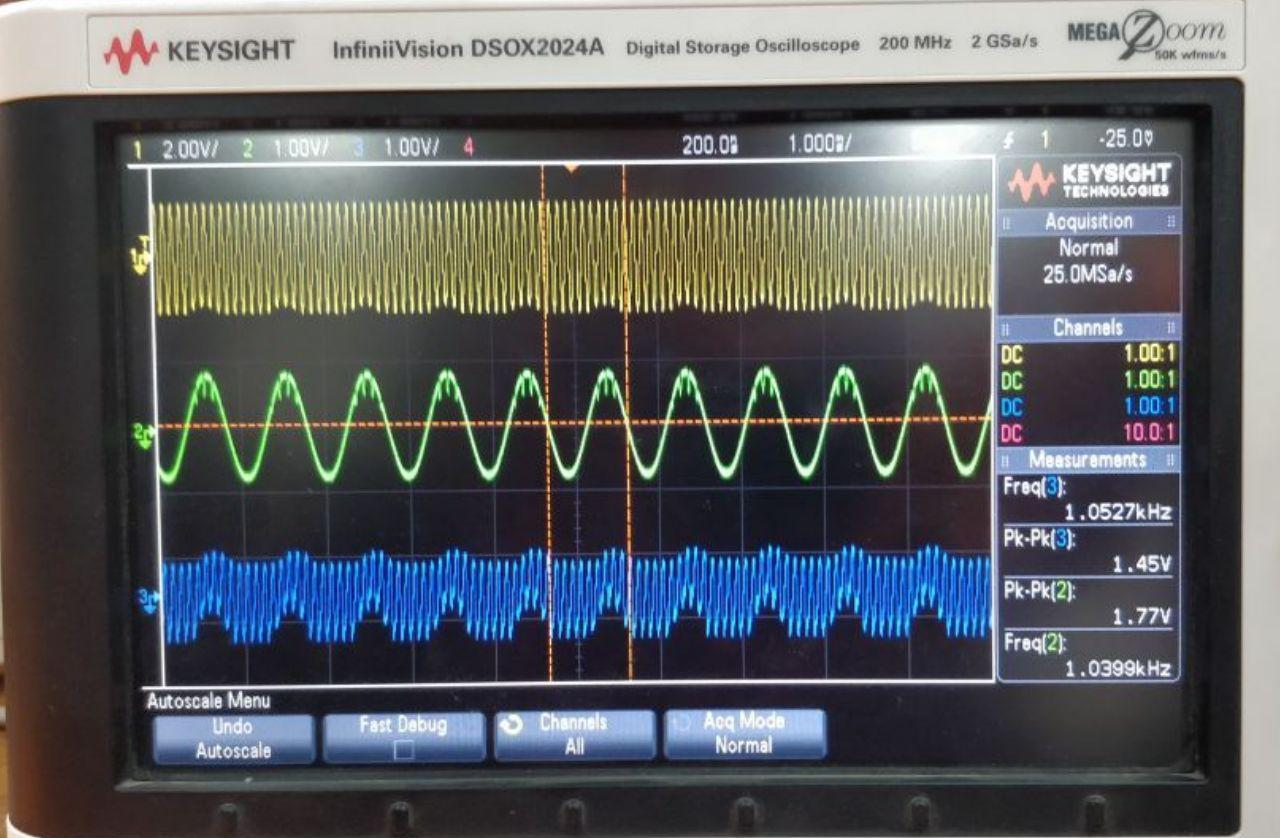 KEYSIGHT InfiniiVision DSOX2024A Digital Storage Oscilloscope 200 MHz 2 GSa/s MEGA Zoom
50K wfms/s
1 2.00V/ 2 1.00V/ 3 1.00V/ 4 1.000 / 1
KEYSIGHT
TECHNOLOGIES
Acquisition
Normal
25.0MSa/s
Channels
DC 1.00:1
DC 1.00:1
DC 1.00:1
DC 10.0:1
Measurements
Freq(3):
1.0527kHz
Pk-Pk(3):
1.45V
Pk-Pk(2):
1.77V
Freq(2):
1.0399kHz
Autoscale Menu
Undo
Autoscale
Fast Debug
Channels
All
Acq Mode
Normal